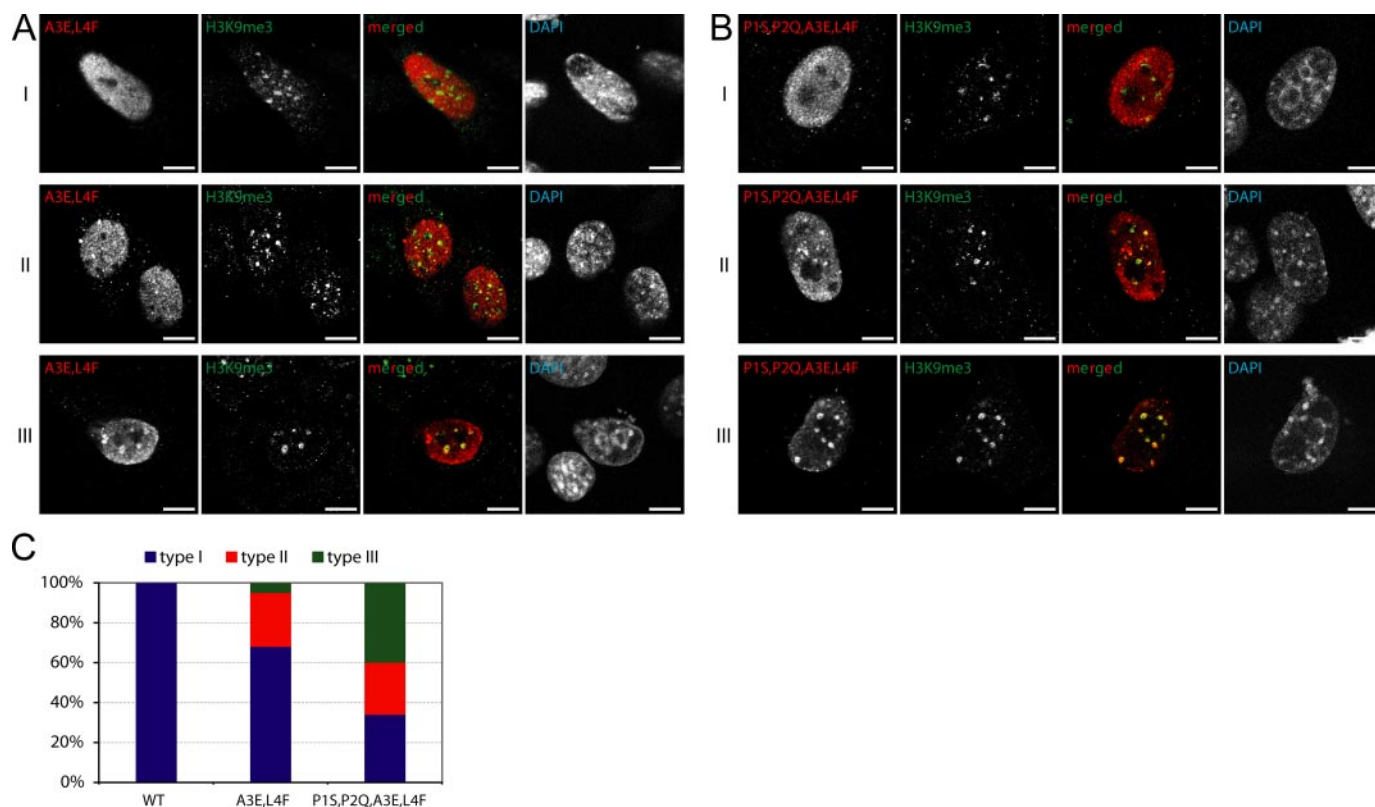 A
A3E,L4F H3K9me3 merged DAPI
I
A3E,L4F H3K9me3 merged DAPI
II
A3E,L4F H3K9me3 merged DAPI
III
B
P1S,P2Q,A3E,L4F H3K9me3 merged DAPI
I
P1S,P2Q,A3E,L4F H3K9me3 merged DAPI
II
P1S,P2Q,A3E,L4F H3K9me3 merged DAPI
III
C
type I type II type III
100%
80%
60%
40%
20%
0%
WT A3E,L4F P1S,P2Q,A3E,L4F